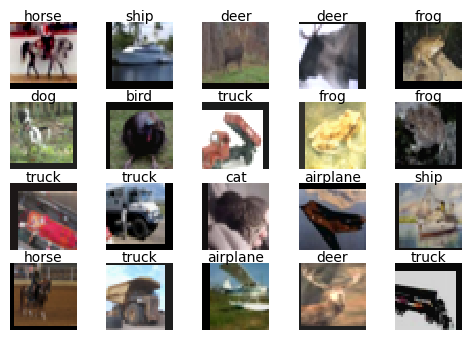 horse ship deer deer frog
dog bird truck frog frog
truck truck cat airplane ship
horse truck airplane deer truck